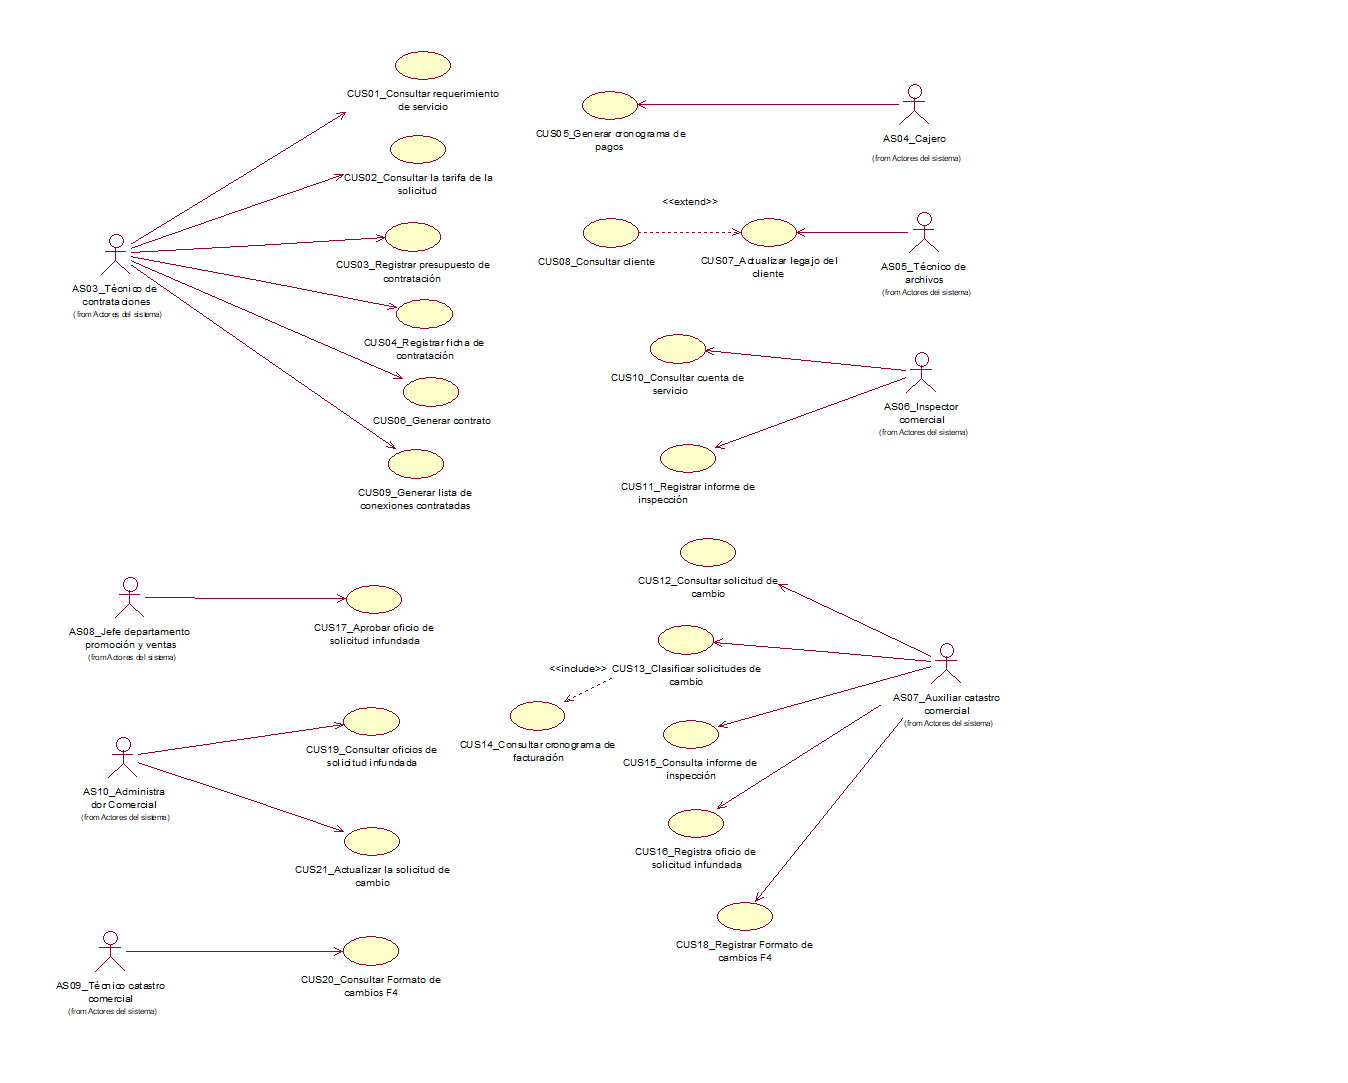 CUS01_Consultar requerimiento
de servicio
CUS02_Consultar la tarifa de la
solicitud
CUS03_Registrar presupuesto de
contratación
CUS04_Registrar ficha de
contratación
CUS06_Generar contrato
CUS09_Generar lista de
conexiones contratadas
AS03_Técnico de
contrataciones
(from Actores del sistema)
CUS05_Generar cronograma de
pagos
AS04_Cajero
(from Actores del sistema)
<<extend>>
CUS08_Consultar cliente
CUS07_Actualizar legajo del
cliente
AS05_Técnico de
archivos
(from Actores del sistema)
CUS10_Consultar cuenta de
servicio
AS06_Inspector
comercial
(from Actores del sistema)
CUS11_Registrar informe de
inspección
AS08_Jefe departamento
promoción y ventas
(from Actores del sistema)
CUS17_Aprobar oficio de
solicitud infundada
CUS12_Consultar solicitud de
cambio
<<include>>
CUS13_Clasificar solicitudes de
cambio
CUS14_Consultar cronograma de
facturación
CUS15_Consulta informe de
inspección
CUS16_Registra oficio de
solicitud infundada
CUS18_Registrar Formato de
cambios F4
AS07_Auxiliar catastro
comercial
(from Actores del sistema)
AS10_Administra
dor Comercial
(from Actores del sistema)
CUS19_Consultar oficios de
solicitud infundada
CUS21_Actualizar la solicitud de
cambio
AS09_Técnico catastro
comercial
(from Actores del sistema)
CUS20_Consultar Formato de
cambios F4